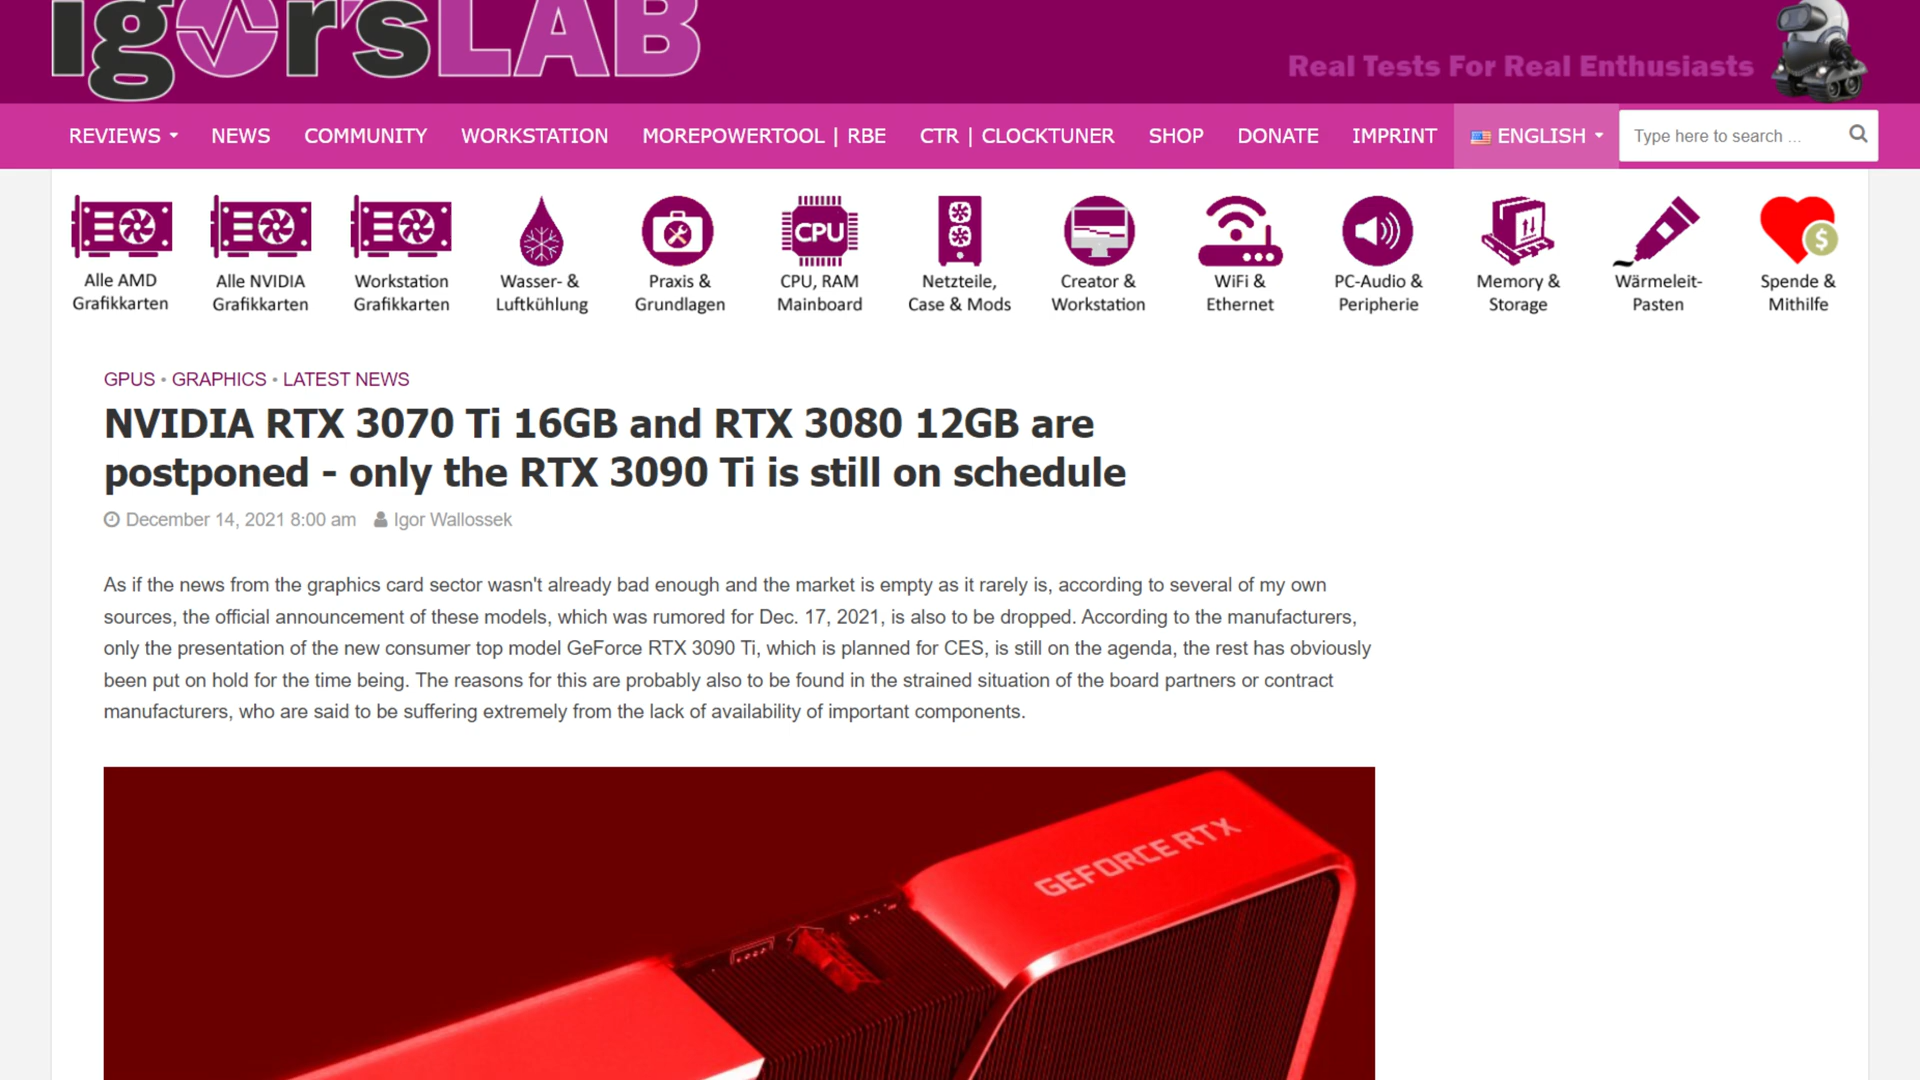 igor'sLAB
Real Tests For Real Enthusiasts
REVIEWS NEWS COMMUNITY WORKSTATION MOREPOWERTOOL | RBE CTR | CLOCKTUNER SHOP DONATE IMPRINT ENGLISH Type here to search ...
CPU
$
Alle AMD
Grafikkarten
Alle NVIDIA
Grafikkarten
Workstation
Grafikkarten
Wasser- &
Luftkühlung
Praxis &
Grundlagen
CPU, RAM
Mainboard
Netzteile,
Case & Mods
Creator &
Workstation
WiFi &
Ethernet
PC-Audio &
Peripherie
Memory &
Storage
Wärmeleit-
Pasten
Spende &
Mithilfe
GPUS • GRAPHICS • LATEST NEWS
NVIDIA RTX 3070 Ti 16GB and RTX 3080 12GB are
postponed - only the RTX 3090 Ti is still on schedule
December 14, 2021 8:00 am Igor Wallossek
As if the news from the graphics card sector wasn't already bad enough and the market is empty as it rarely is, according to several of my own
sources, the official announcement of these models, which was rumored for Dec. 17, 2021, is also to be dropped. According to the manufacturers,
only the presentation of the new consumer top model GeForce RTX 3090 Ti, which is planned for CES, is still on the agenda, the rest has obviously
been put on hold for the time being. The reasons for this are probably also to be found in the strained situation of the board partners or contract
manufacturers, who are said to be suffering extremely from the lack of availability of important components.
GEFORCE RTX